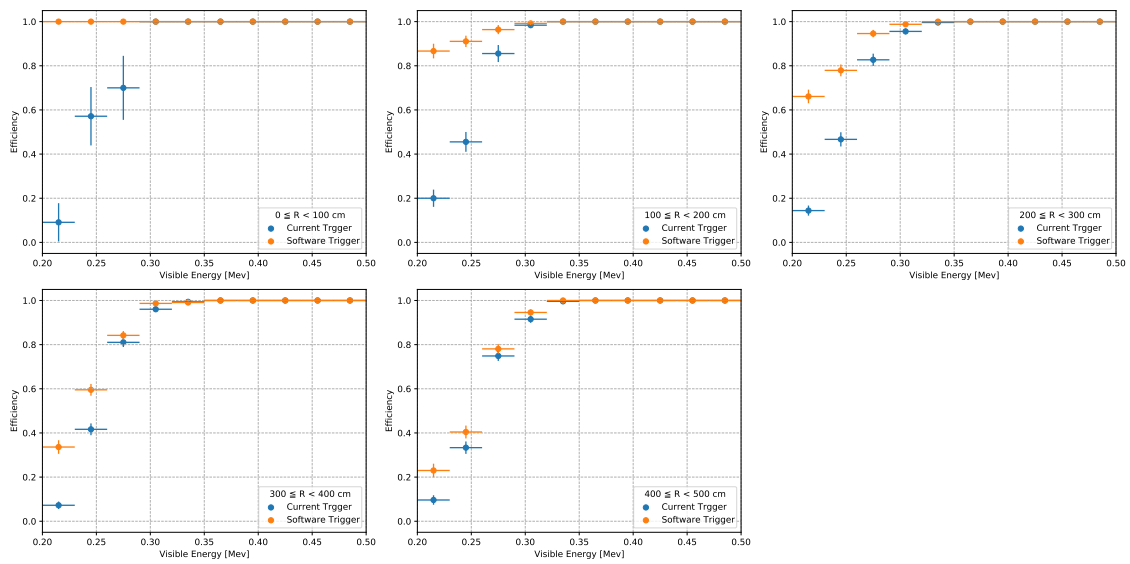 1.0
0.8
0.6
0.4
0.2
0.0
Efficiency
0 ≦ R < 100 cm
Current Trgger
Software Trigger
0.20 0.25 0.30 0.35 0.40 0.45 0.50
Visible Energy [Mev]
1.0
0.8
0.6
0.4
0.2
0.0
Efficiency
100 ≦ R < 200 cm
Current Trgger
Software Trigger
0.20 0.25 0.30 0.35 0.40 0.45 0.50
Visible Energy [Mev]
1.0
0.8
0.6
0.4
0.2
0.0
Efficiency
200 ≦ R < 300 cm
Current Trgger
Software Trigger
0.20 0.25 0.30 0.35 0.40 0.45 0.50
Visible Energy [Mev]
1.0
0.8
0.6
0.4
0.2
0.0
Efficiency
300 ≦ R < 400 cm
Current Trgger
Software Trigger
0.20 0.25 0.30 0.35 0.40 0.45 0.50
Visible Energy [Mev]
1.0
0.8
0.6
0.4
0.2
0.0
Efficiency
400 ≦ R < 500 cm
Current Trgger
Software Trigger
0.20 0.25 0.30 0.35 0.40 0.45 0.50
Visible Energy [Mev]